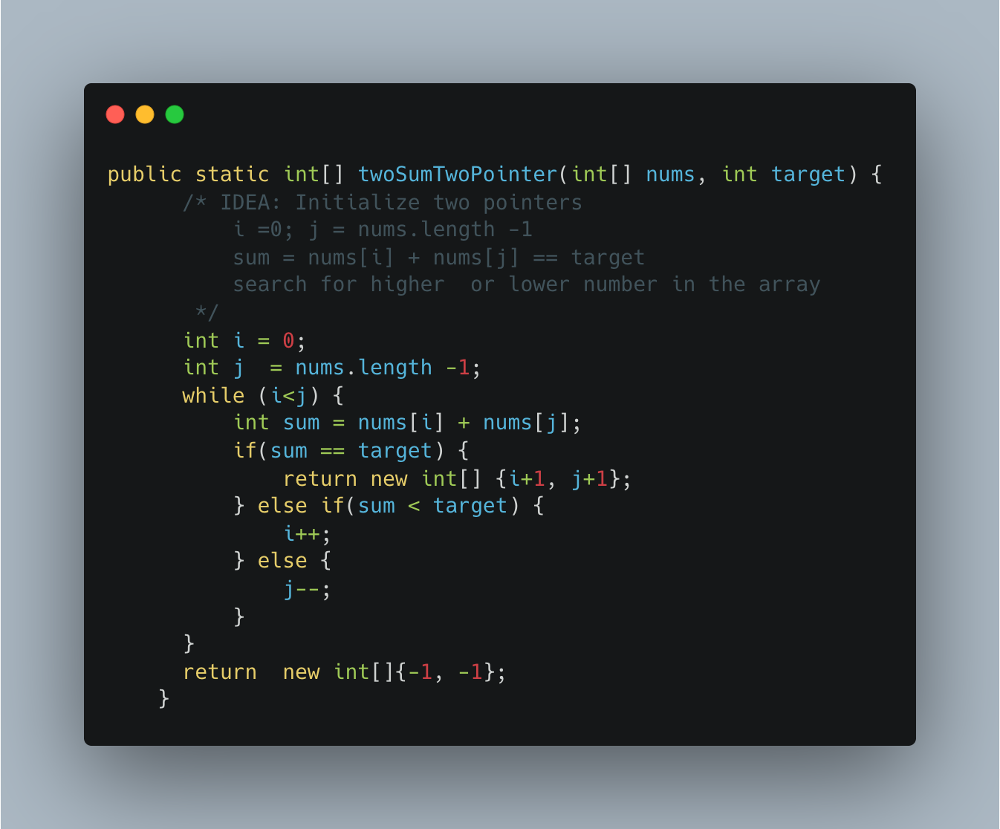 public static int[] twoSumTwoPointer(int[] nums, int target) {
      /* IDEA: Initialize two pointers
          i =0; j = nums.length -1
          sum = nums[i] + nums[j] == target
          search for higher  or lower number in the array
       */
      int i = 0;
      int j  = nums.length -1;
      while (i<j) {
          int sum = nums[i] + nums[j];
          if(sum == target) {
              return new int[] {i+1, j+1};
          } else if(sum < target) {
              i++;
          } else {
              j--;
          }
      }
      return  new int[]{-1, -1};
    }